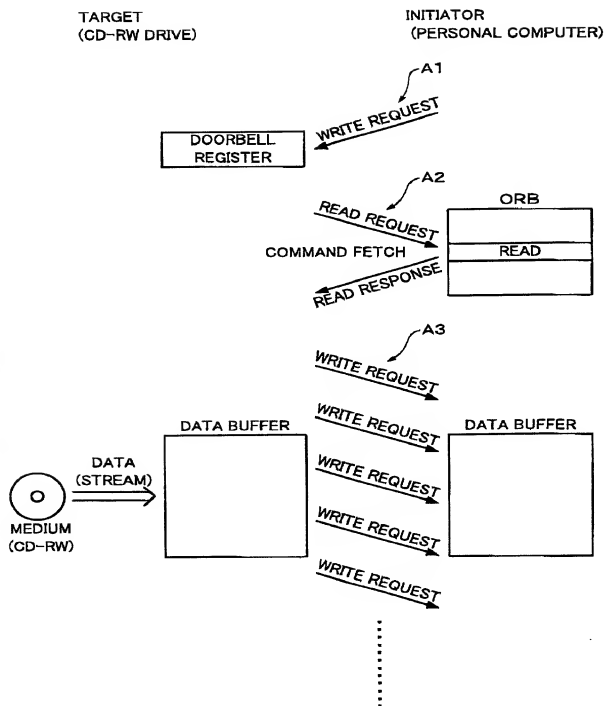 TARGET
(CD-RW DRIVE)
INITIATOR
(PERSONAL COMPUTER)
A1
WRITE REQUEST
DOORBELL
REGISTER
A2
READ REQUEST
ORB
COMMAND FETCH
READ
READ RESPONSE
A3
WRITE REQUEST
DATA BUFFER
WRITE REQUEST
DATA BUFFER
DATA
(STREAM)
WRITE REQUEST
MEDIUM
(CD-RW)
WRITE REQUEST
WRITE REQUEST